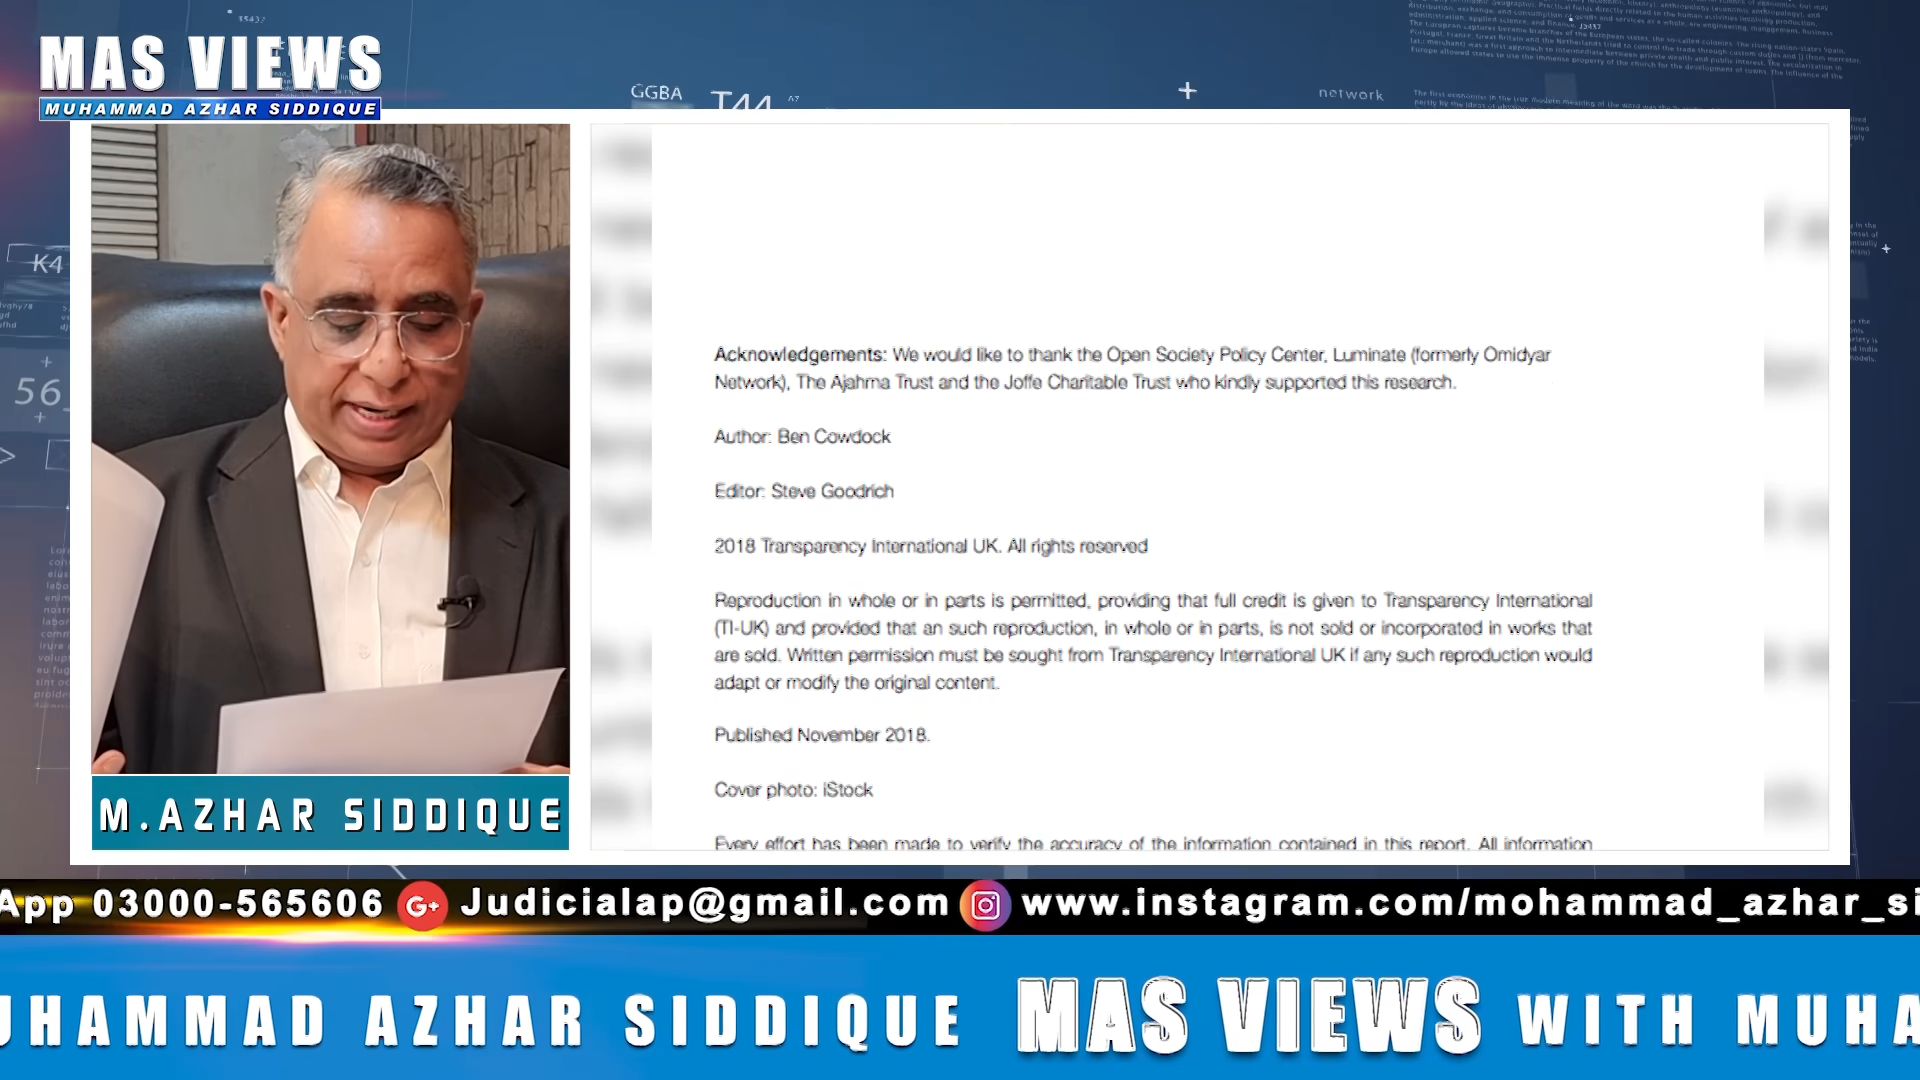 MAS VIEWS
MUHAMMAD AZHAR SIDDIQUE
GGBA
T44
network
K4
56
Acknowledgements: We would like to thank the Open Society Policy Center, Luminate (formerly Omidyar
Network), The Ajahma Trust and the Joffe Charitable Trust who kindly supported this research.
Author: Ben Cowdock
Editor: Steve Goodrich
2018 Transparency International UK. All rights reserved
Reproduction in whole or in parts is permitted, providing that full credit is given to Transparency International
(TI-UK) and provided that an such reproduction, in whole or in parts, is not sold or incorporated in works that
are sold. Written permission must be sought from Transparency International UK if any such reproduction would
adapt or modify the original content.
Published November 2018.
Cover photo: iStock
Every effort has been made to verify the accuracy of the information contained in this report. All information
M.AZHAR SIDDIQUE
App 03000-565606 G+ Judicialap@gmail.com www.instagram.com/mohammad_azhar_si
UHAMMAD AZHAR SIDDIQUE MAS VIEWS WITH MUHA